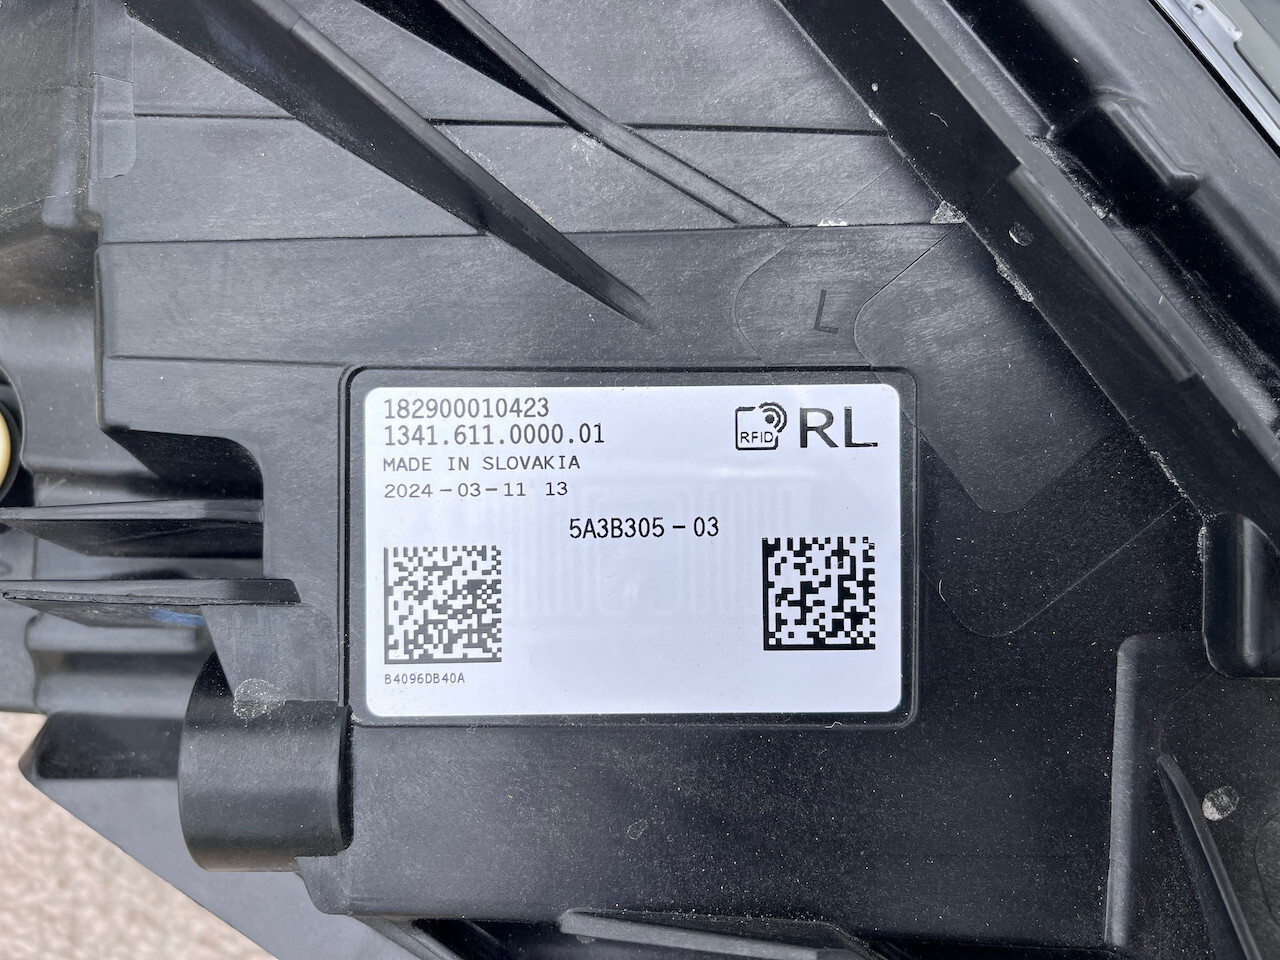 L
182900010423
1341.611.0000.01
MADE IN SLOVAKIA
2024-03-11 13
RFID RL
5A3B305-03
B4096DB40A